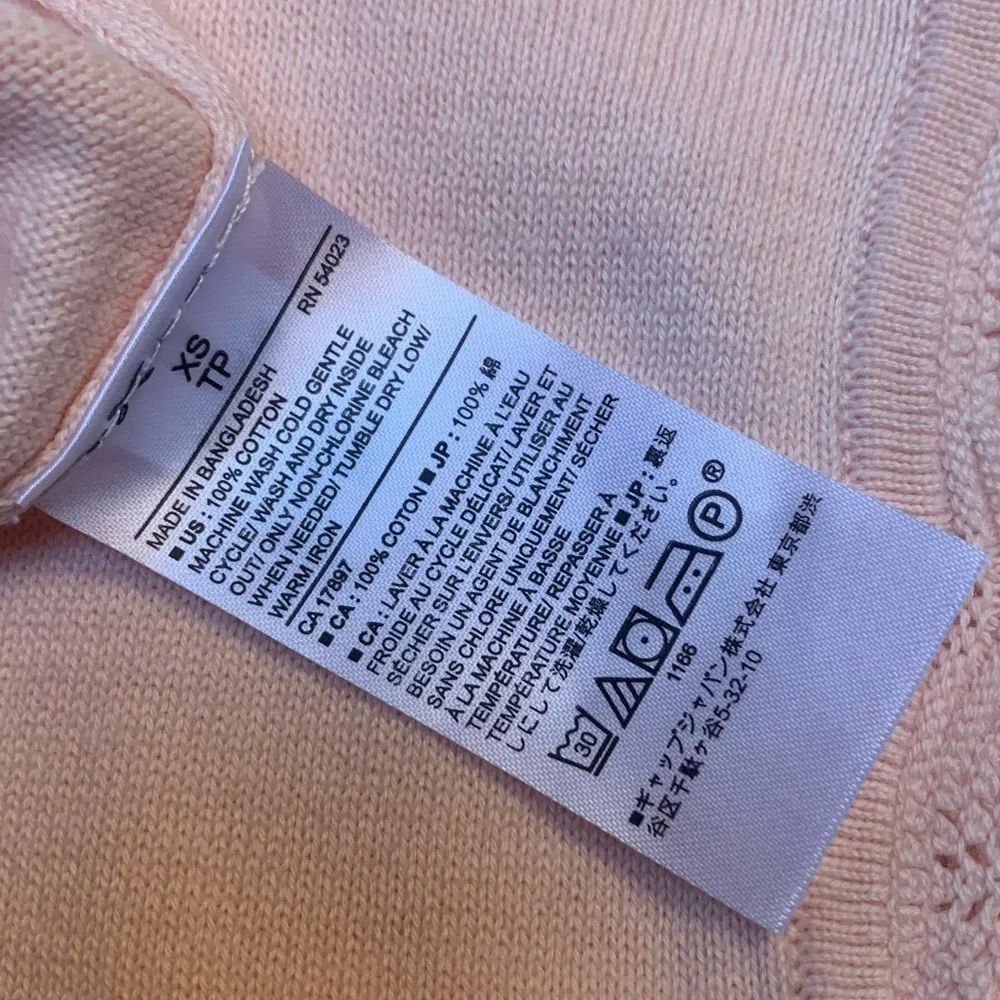 XS
TP
RN 54023
MADE IN BANGLADESH
■ US : 100% COTTON
MACHINE WASH COLD GENTLE
CYCLE/ WASH AND DRY INSIDE
OUT/ ONLY NON-CHLORINE BLEACH
WHEN NEEDED/ TUMBLE DRY LOW/
WARM IRON
CA 17897
■ CA : 100% COTON ■ JP : 100% 綿
■ CA : LAVER À LA MACHINE À L'EAU
FROIDE AU CYCLE DÉLICAT/ LAVER ET
SÉCHER SUR L'ENVERS/ UTILISER AU
BESOIN UN AGENT DE BLANCHIMENT
SANS CHLORE UNIQUEMENT/ SÉCHER
À LA MACHINE À BASSE
TEMPÉRATURE/ REPASSER À
TEMPÉRATURE MOYENNE ■ JP : 裏返
しにして洗濯/乾燥してください。
30 P ®
1166
■ギャップジャパン株式会社 東京都渋
谷区千駄ヶ谷5-32-10